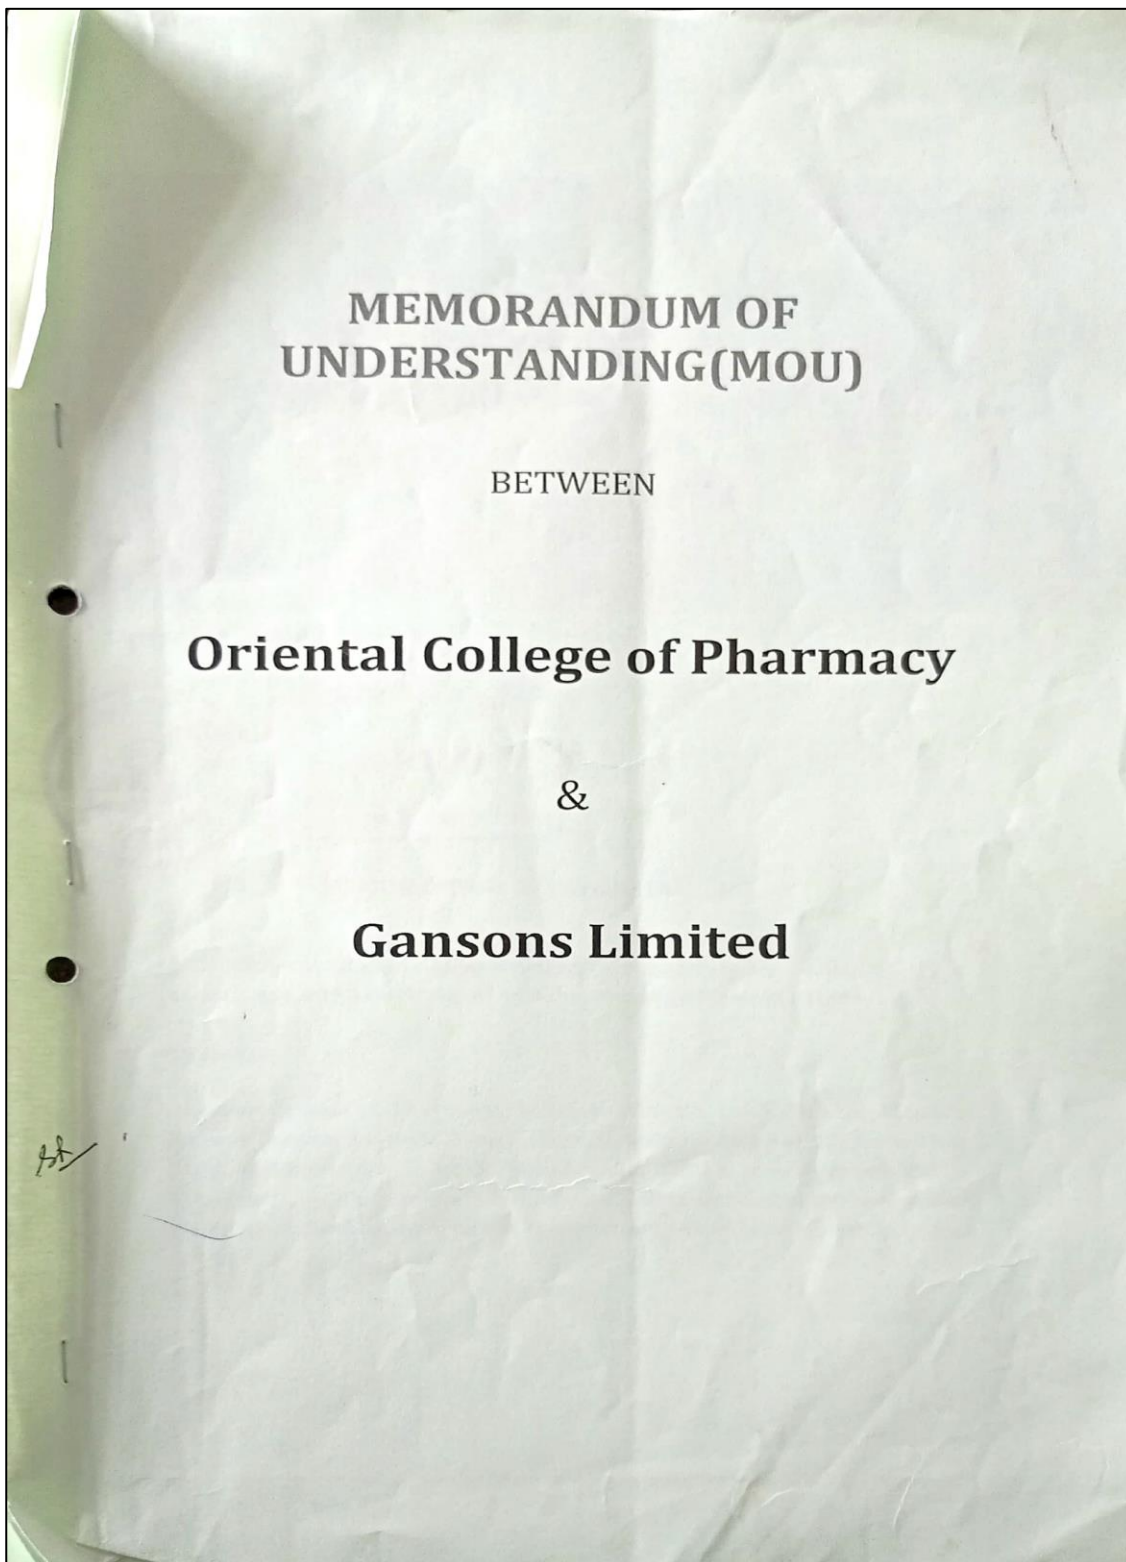 MEMORANDUM OF
UNDERSTANDING(MOU)
BETWEEN
Oriental College of Pharmacy
&
Gansons Limited